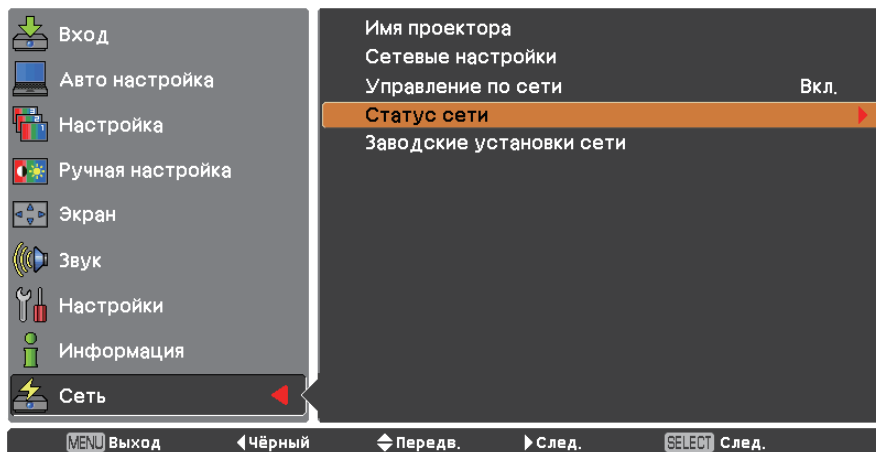 Вход
Авто настройка
Настройка
Ручная настройка
Экран
Звук
Настройки
Информация
Сеть
Имя проектора
Сетевые настройки
Управление по сети Вкл.
Статус сети
Заводские установки сети
MENU Выход Чёрный Передв. След. SELECT След.